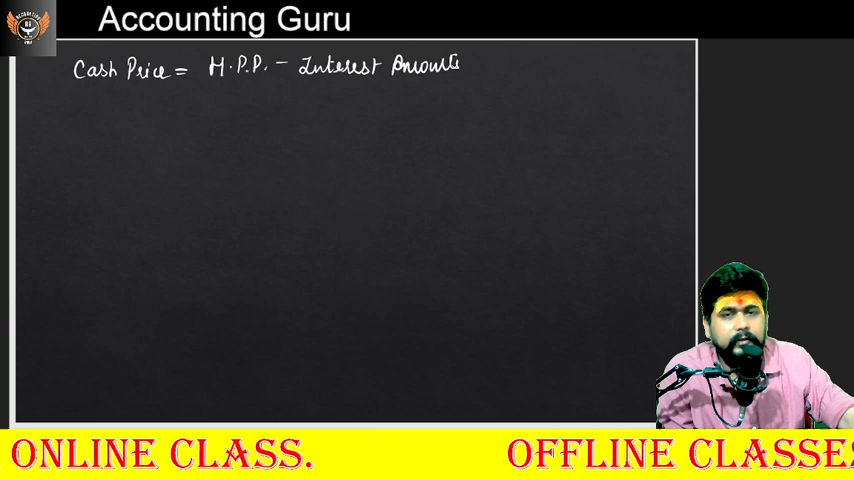 Accounting Guru
Cash Price = H.P.P. - Interest Amount
ONLINE CLASS.
OFFLINE CLASSES